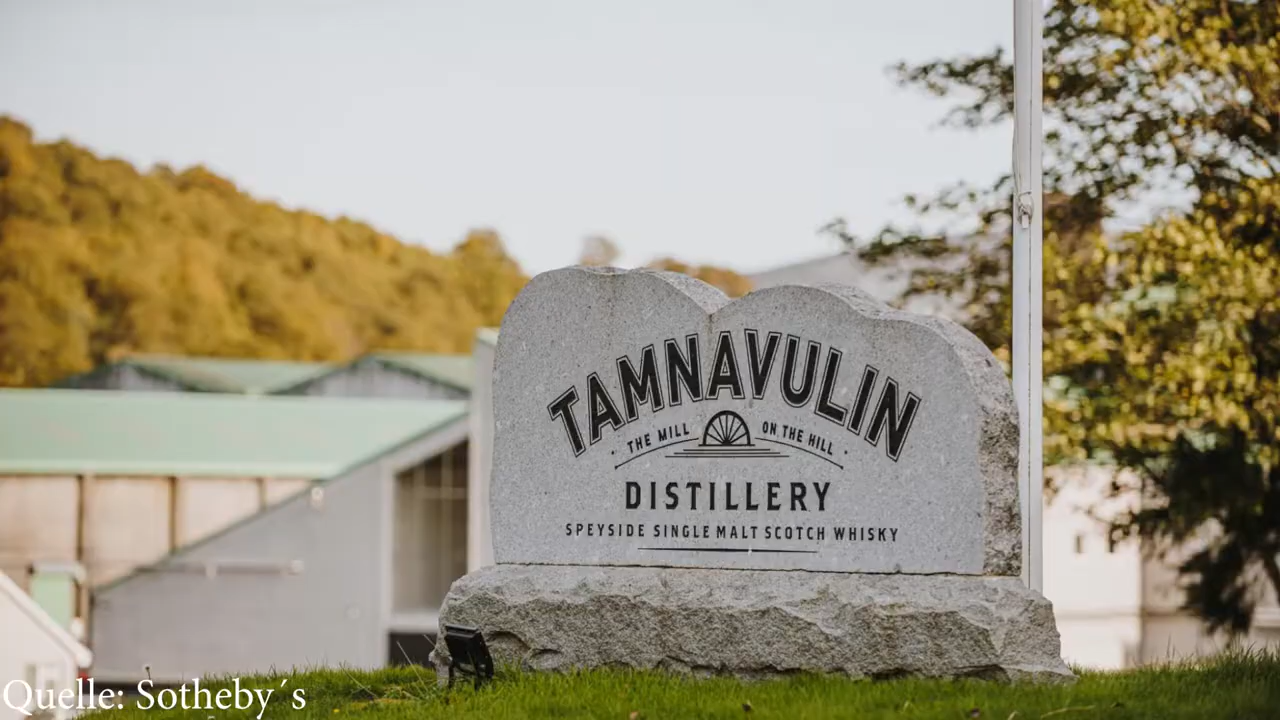 TAMNAVULIN
· THE MILL ON THE HILL ·
DISTILLERY
SPEYSIDE SINGLE MALT SCOTCH WHISKY
Quelle: Sotheby´s